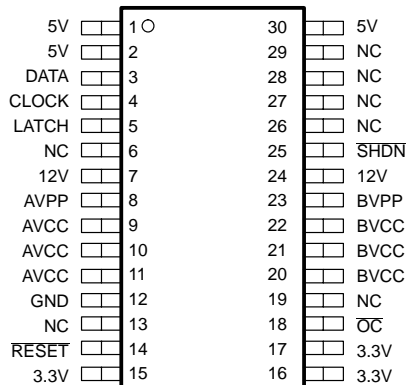 5V 1 30 5V
5V 2 29 NC
DATA 3 28 NC
CLOCK 4 27 NC
LATCH 5 26 NC
NC 6 25 SHDN
12V 7 24 12V
AVPP 8 23 BVPP
AVCC 9 22 BVCC
AVCC 10 21 BVCC
AVCC 11 20 BVCC
GND 12 19 NC
NC 13 18 OC
RESET 14 17 3.3V
3.3V 15 16 3.3V